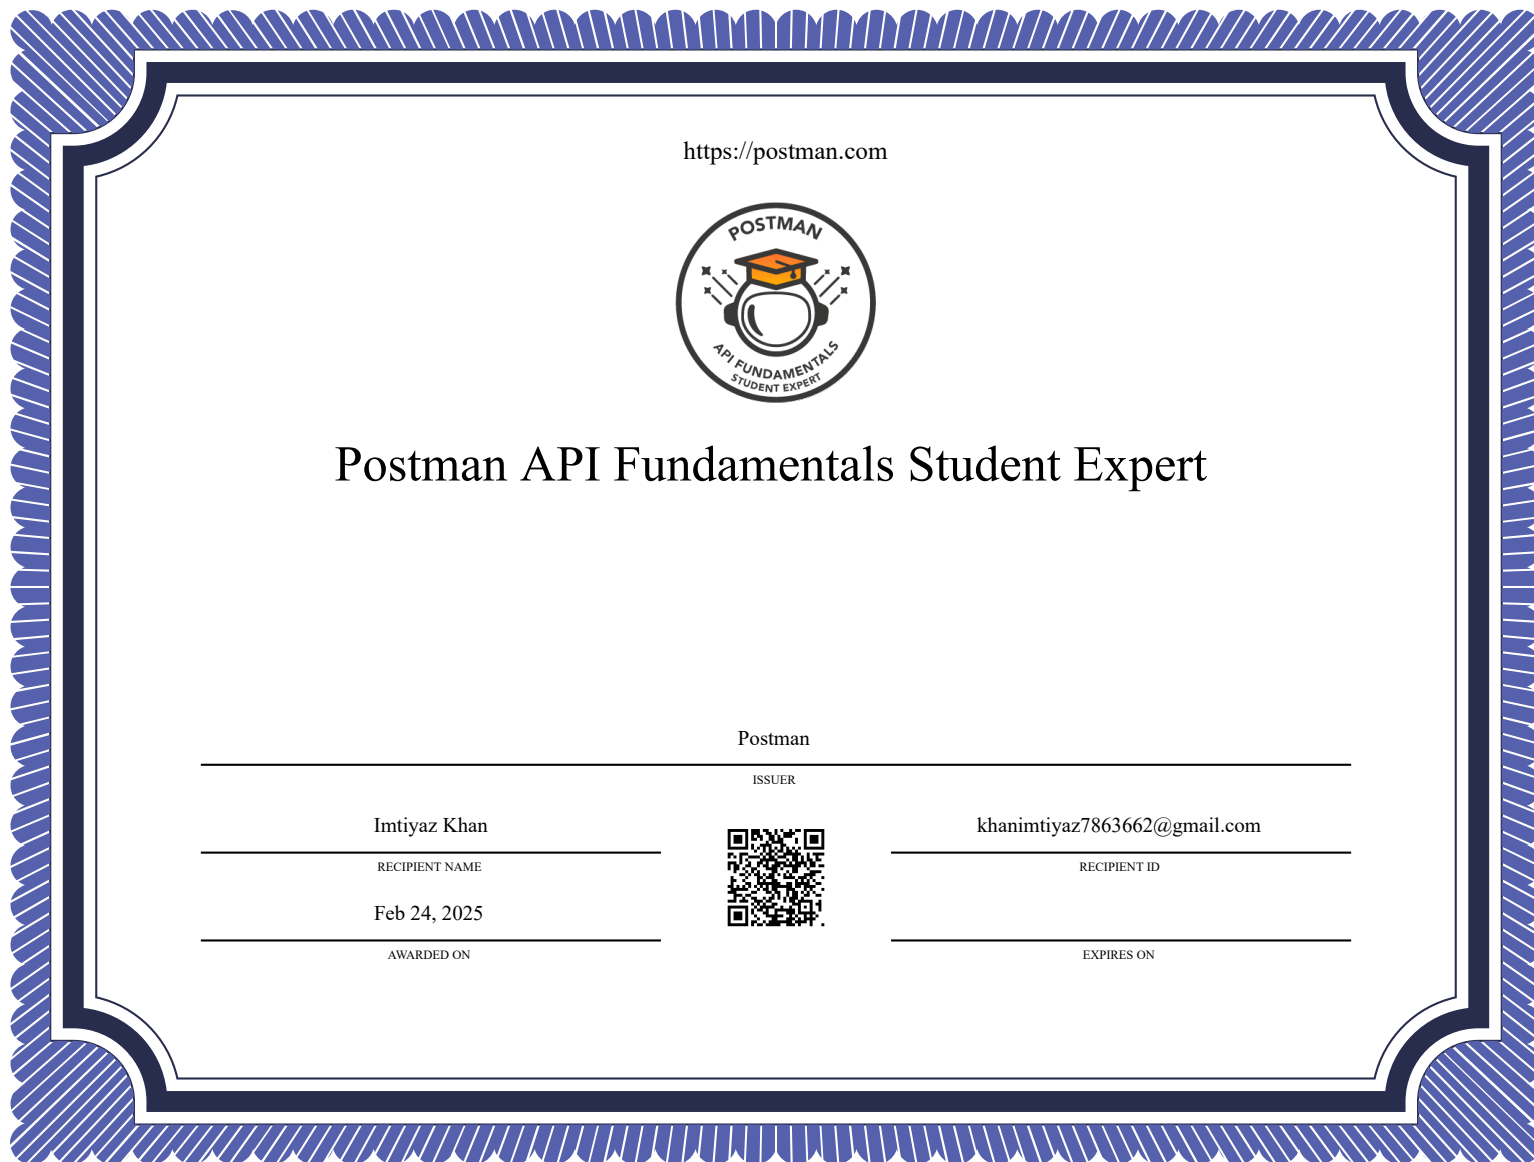 https://postman.com
POSTMAN
API FUNDAMENTALS
STUDENT EXPERT
Postman API Fundamentals Student Expert
Postman
ISSUER
Imtiyaz Khan
RECIPIENT NAME
khanimtiyaz7863662@gmail.com
RECIPIENT ID
Feb 24, 2025
AWARDED ON
EXPIRES ON